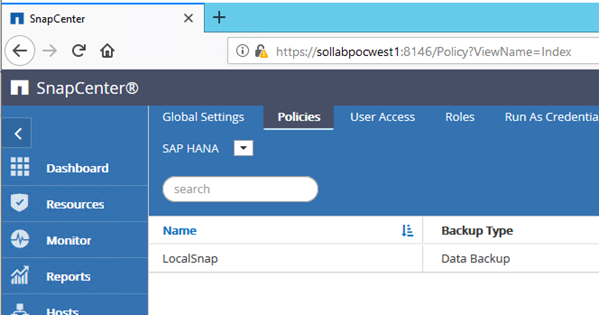 SnapCenter
https://sollabpocwest1:8146/Policy?ViewName=Index
SnapCenter®
Global Settings Policies User Access Roles Run As Credentia
SAP HANA
Dashboard
search
Resources
Name Backup Type
Monitor
LocalSnap Data Backup
Reports
Hosts